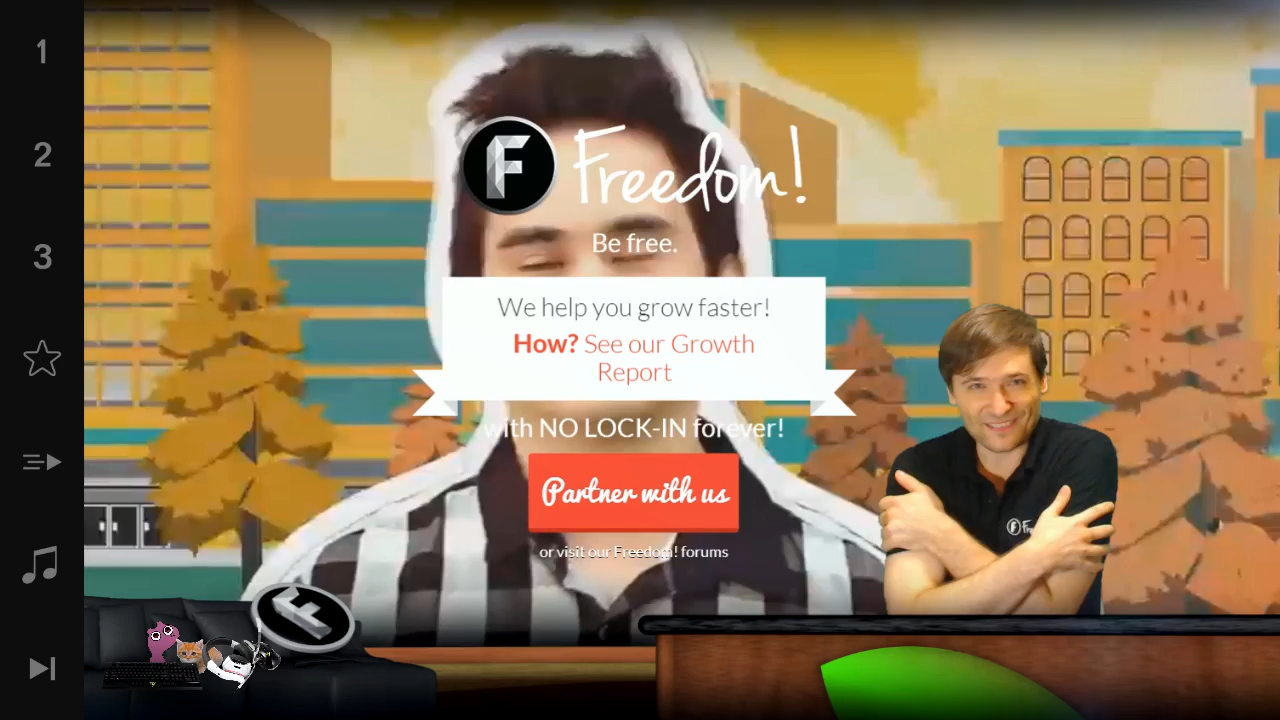 1
2
3
F Freedom!
Be free.
We help you grow faster!
How? See our Growth
Report
with NO LOCK-IN forever!
Partner with us
or visit our Freedom! forums
F